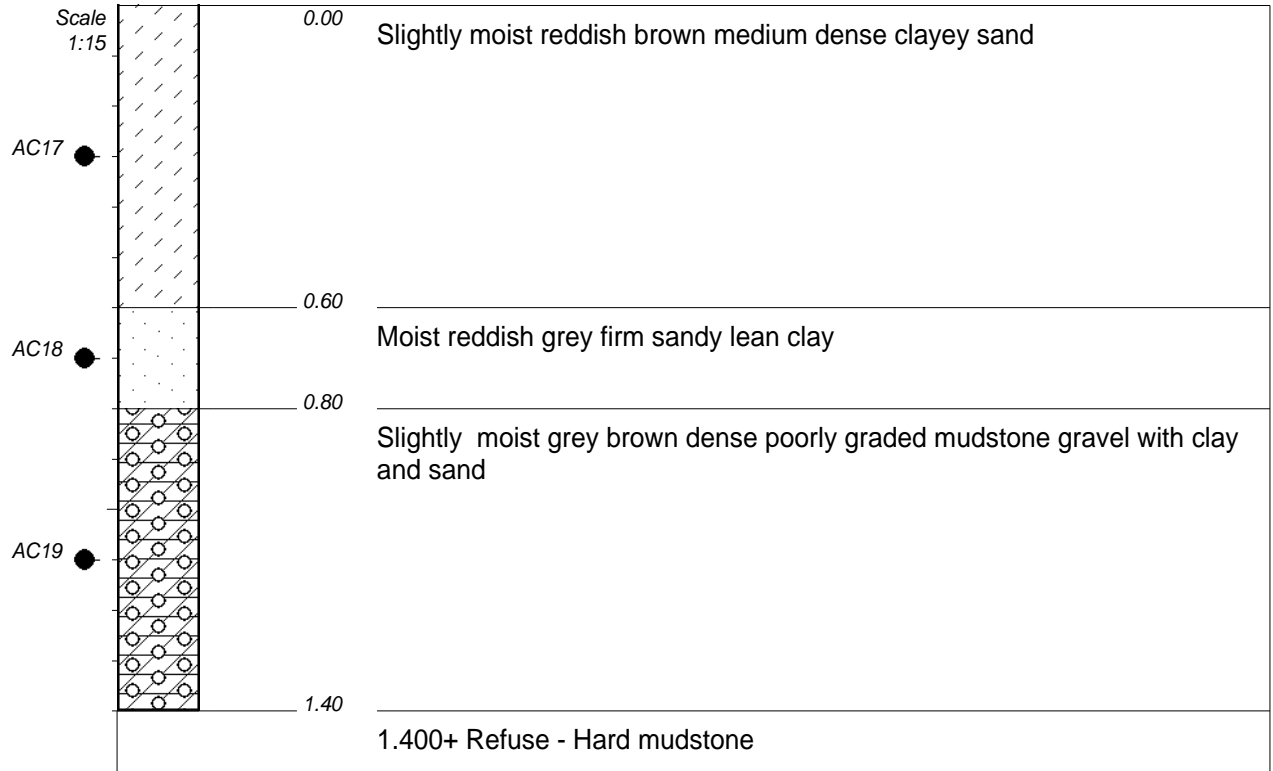 Scale
1:15
0.00
Slightly moist reddish brown medium dense clayey sand
AC17
0.60
Moist reddish grey firm sandy lean clay
AC18
0.80
Slightly  moist grey brown dense poorly graded mudstone gravel with clay
and sand
AC19
1.40
1.400+ Refuse - Hard mudstone